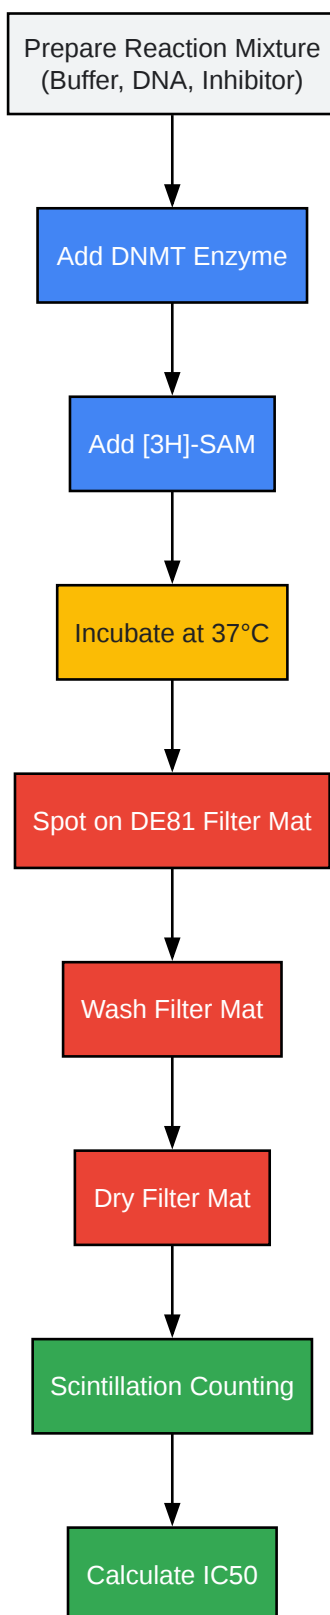 Prepare Reaction Mixture
(Buffer, DNA, Inhibitor)
Add DNMT Enzyme
Add [3H]-SAM
Incubate at 37°C
Spot on DE81 Filter Mat
Wash Filter Mat
Dry Filter Mat
Scintillation Counting
Calculate IC50